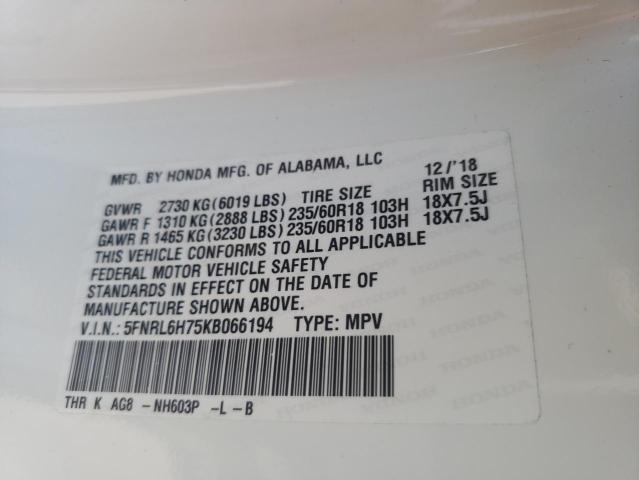 MFD. BY HONDA MFG. OF ALABAMA, LLC 12/'18
GVWR 2730 KG(6019 LBS) TIRE SIZE RIM SIZE
GAWR F 1310 KG(2888 LBS)235/60R18 103H 18X7.5J
GAWR R 1465 KG(3230 LBS)235/60R18 103H 18X7.5J
THIS VEHICLE CONFORMS TO ALL APPLICABLE
FEDERAL MOTOR VEHICLE SAFETY
STANDARDS IN EFFECT ON THE DATE OF
MANUFACTURE SHOWN ABOVE.
V.I.N.: 5FNRL6H75KB066194 TYPE: MPV
THR K AG8 -NH603P -L -B
HONDA HONDA HONDA